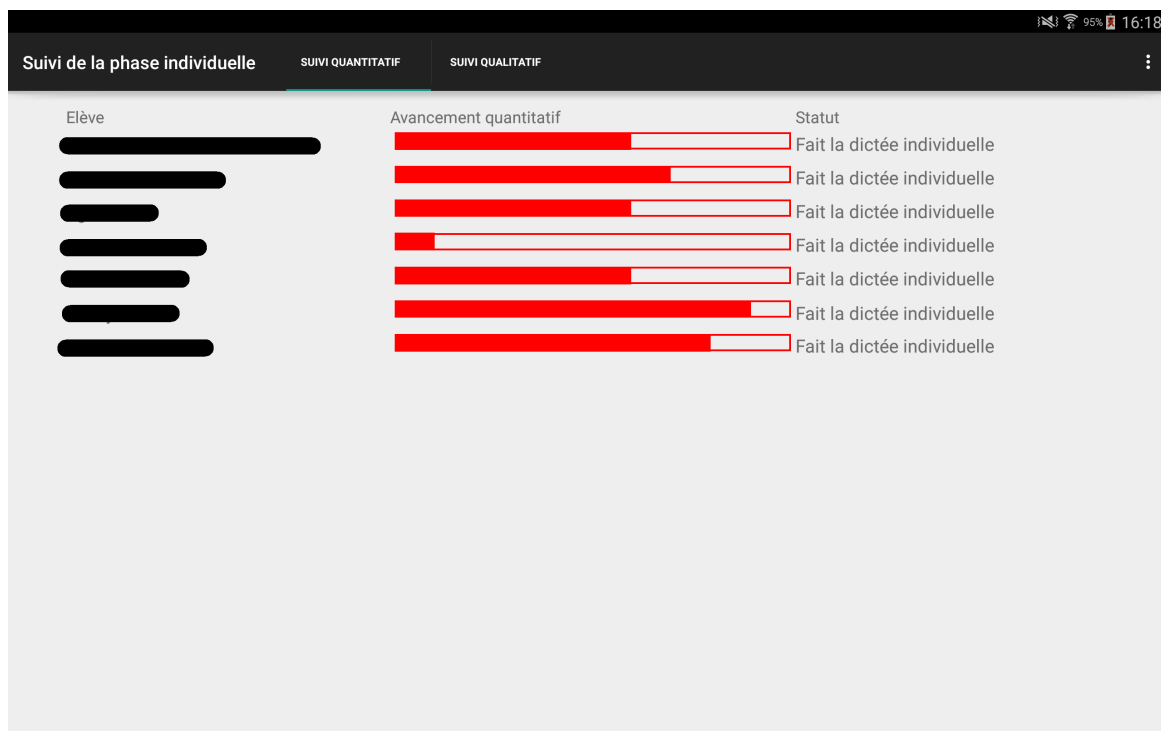 95% 16:18
Suivi de la phase individuelle SUIVI QUANTITATIF SUIVI QUALITATIF
Elève Avancement quantitatif Statut
Fait la dictée individuelle
Fait la dictée individuelle
Fait la dictée individuelle
Fait la dictée individuelle
Fait la dictée individuelle
Fait la dictée individuelle
Fait la dictée individuelle